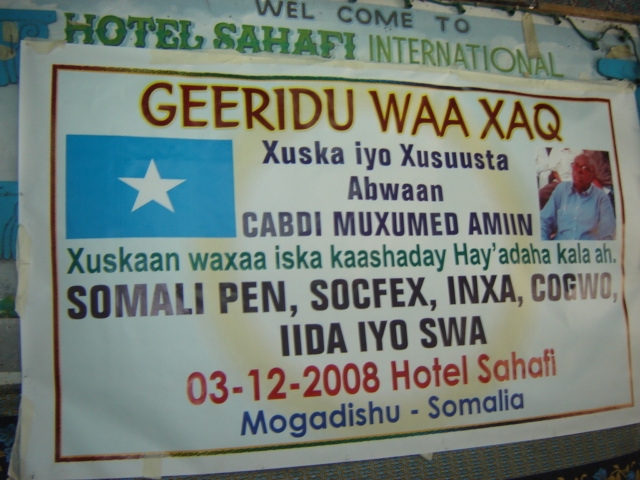 WEL COME TO
HOTEL SAHAFI INTERNATIONAL
GEERIDU WAA XAQ
Xuska iyo Xusuusta
Abwaan
CABDI MUXUMED AMIIN
Xuskaan waxaa iska kaashaday Hay'adaha kala ah.
SOMALI PEN, SOCFEX, INXA, COGWO,
IIDA IYO SWA
03-12-2008 Hotel Sahafi
Mogadishu - Somalia